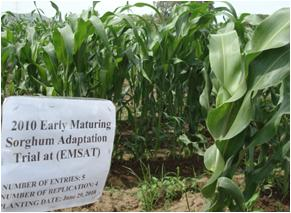 2010 Early Maturing
Sorghum Adaptation
Trial at (EMSAT)
NUMBER OF ENTRIES: 5
NUMBER OF REPLICATION: 4
PLANTING DATE: June 29, 2010